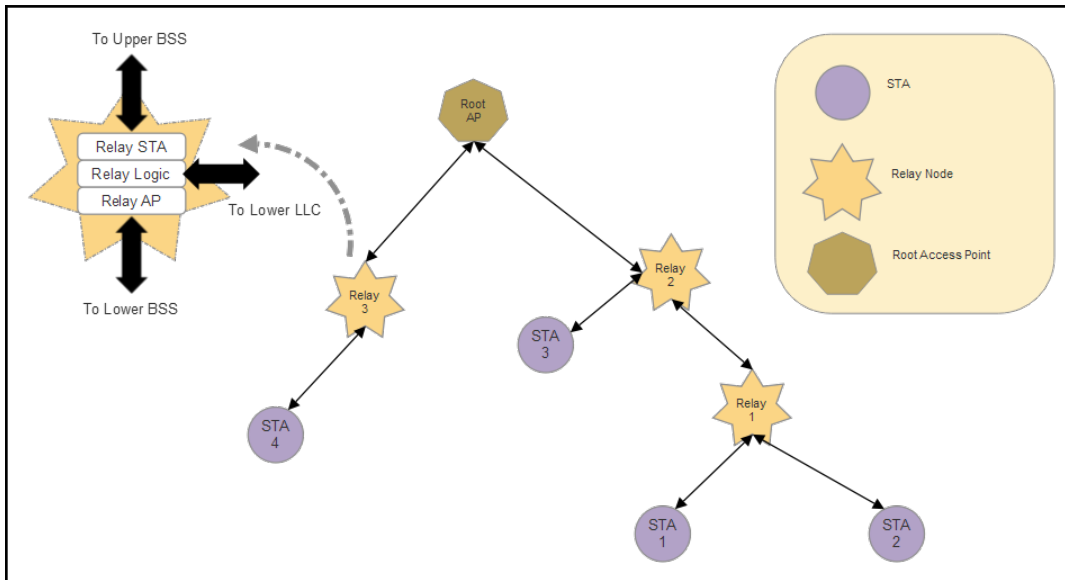 To Upper BSS
Relay STA
Relay Logic
Relay AP
To Lower LLC
To Lower BSS
Root
AP
Relay
3
Relay
2
STA
3
STA
4
Relay
1
STA
1
STA
2
STA
Relay Node
Root Access Point